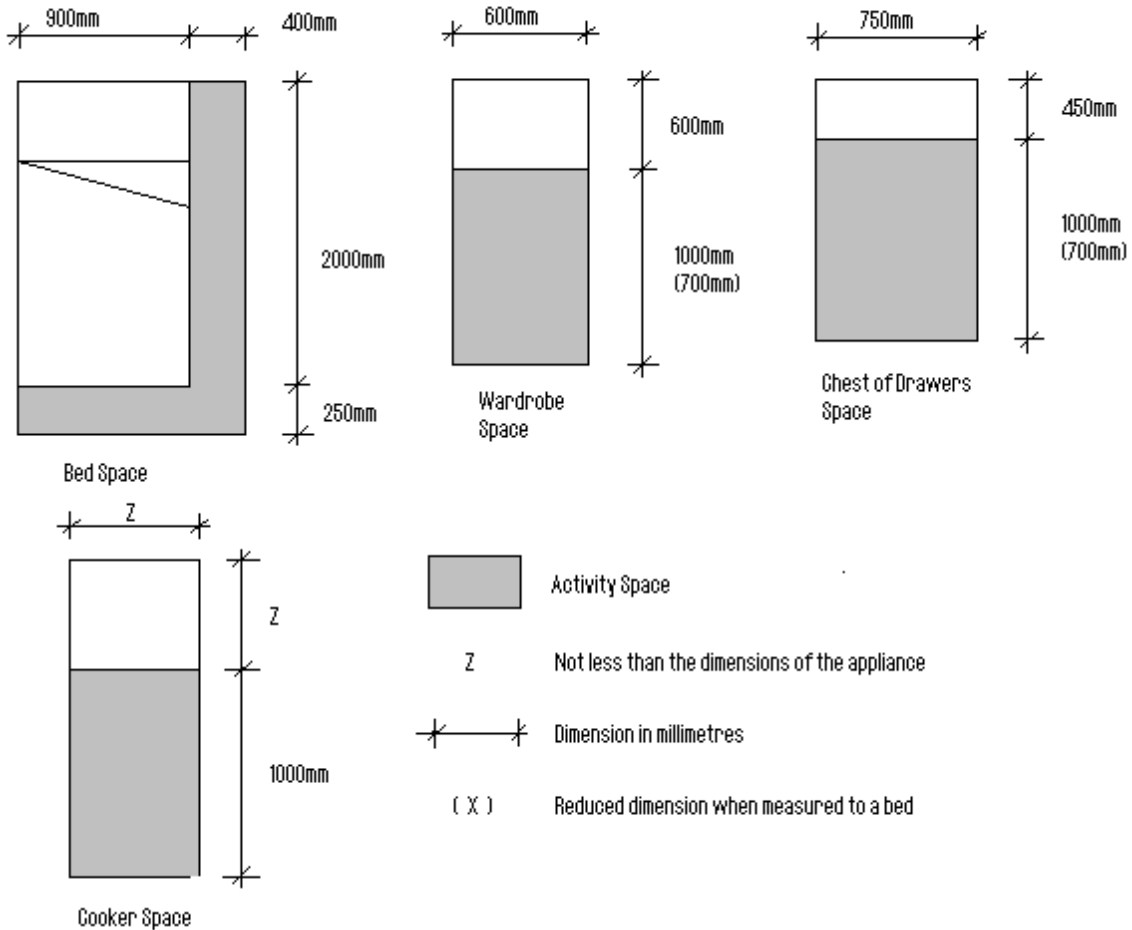 900mm
400mm
600mm
750mm
600mm
450mm
2000mm
1000mm
(700mm)
1000mm
(700mm)
250mm
Wardrobe
Space
Chest of Drawers
Space
Bed Space
Z
Z
Activity Space
Z
Not less than the dimensions of the appliance
Dimension in millimetres
1000mm
( X )
Reduced dimension when measured to a bed
Cooker Space